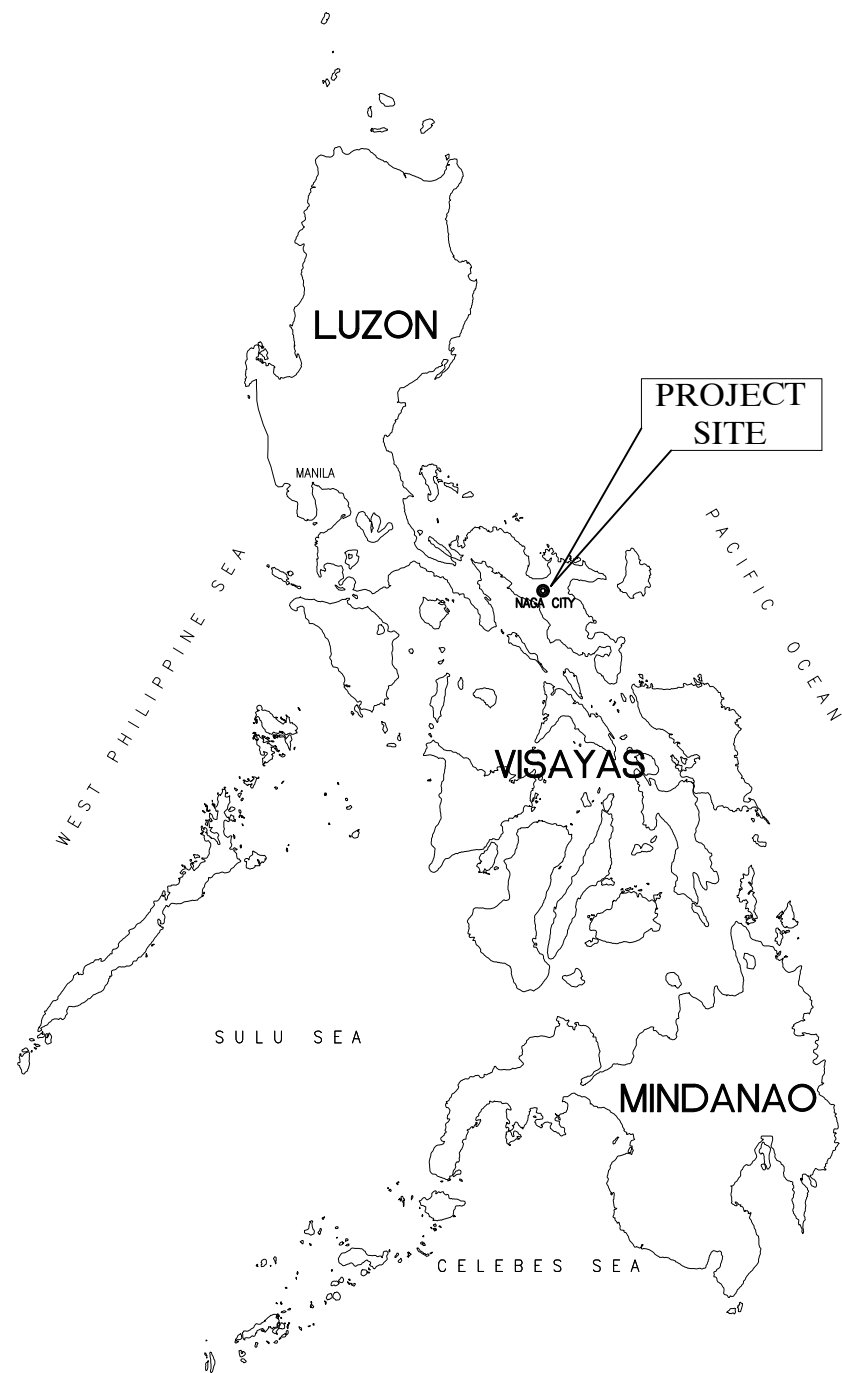 LUZON
PROJECT
SITE
MANILA
PACIFIC OCEAN
WEST PHILIPPINE SEA
NAGA CITY
VISAYAS
SULU SEA
MINDANAO
CELEBES SEA